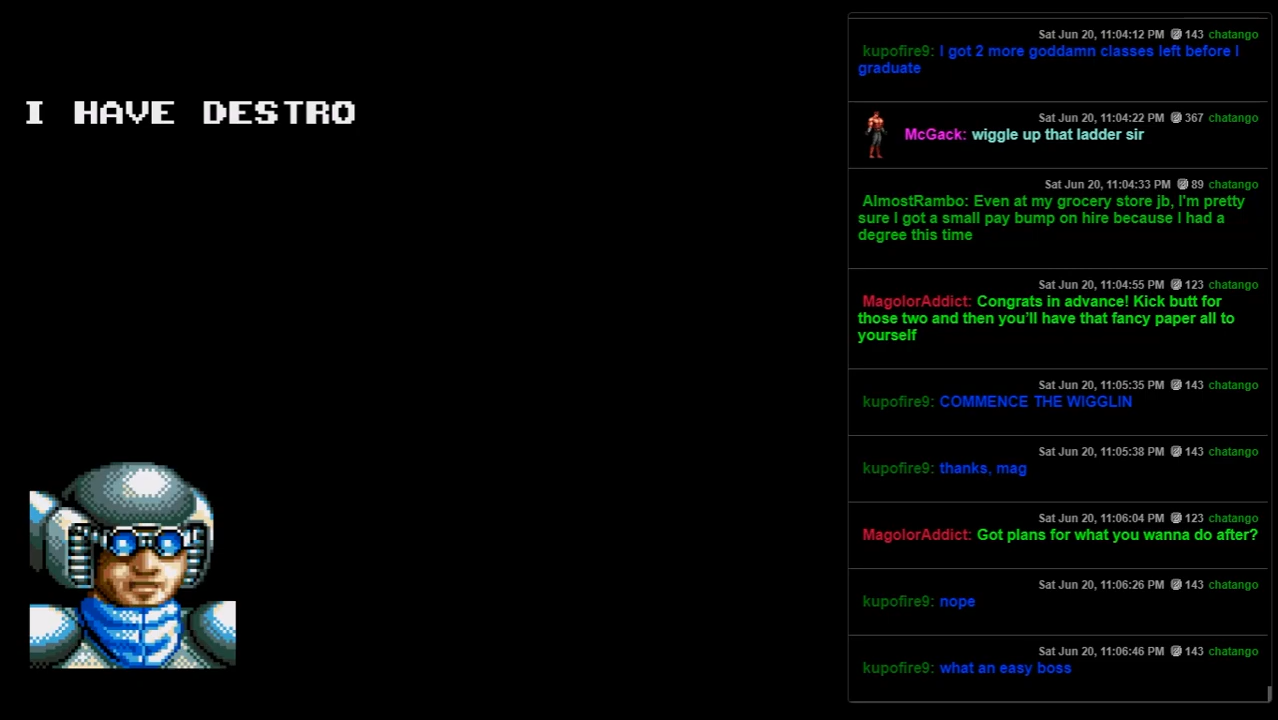 I HAVE DESTRO
Sat Jun 20, 11:04:12 PM 143 chatango
kupofire9: I got 2 more goddamn classes left before I
graduate
Sat Jun 20, 11:04:22 PM 367 chatango
McGack: wiggle up that ladder sir
Sat Jun 20, 11:04:33 PM 89 chatango
AlmostRambo: Even at my grocery store jb, I'm pretty
sure I got a small pay bump on hire because I had a
degree this time
Sat Jun 20, 11:04:55 PM 123 chatango
MagolorAddict: Congrats in advance! Kick butt for
those two and then you'll have that fancy paper all to
yourself
Sat Jun 20, 11:05:35 PM 143 chatango
kupofire9: COMMENCE THE WIGGLIN
Sat Jun 20, 11:05:38 PM 143 chatango
kupofire9: thanks, mag
Sat Jun 20, 11:06:04 PM 123 chatango
MagolorAddict: Got plans for what you wanna do after?
Sat Jun 20, 11:06:26 PM 143 chatango
kupofire9: nope
Sat Jun 20, 11:06:46 PM 143 chatango
kupofire9: what an easy boss